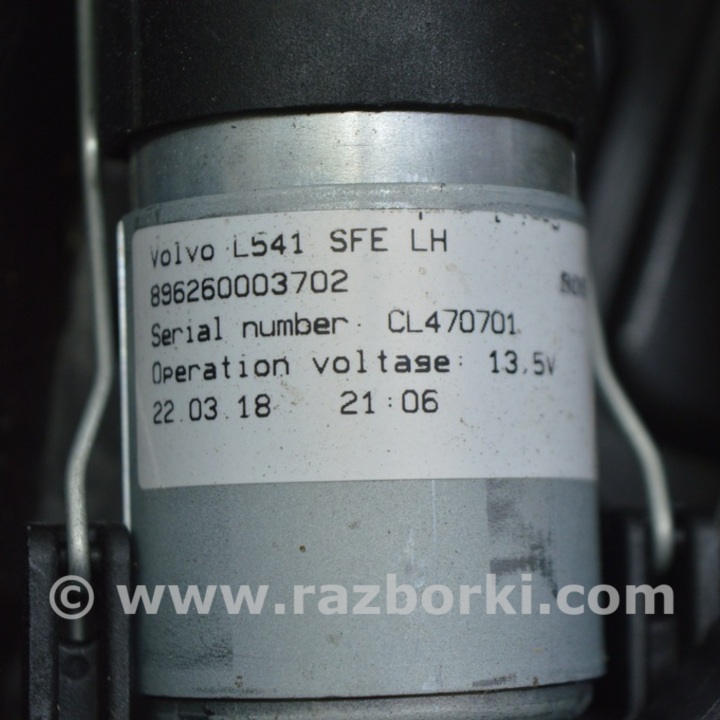 Volvo L541 SFE LH
896260003702
Serial number: CL470701
Operation voltage: 13.5v
22.03.18 21:06
© www.razborki.com